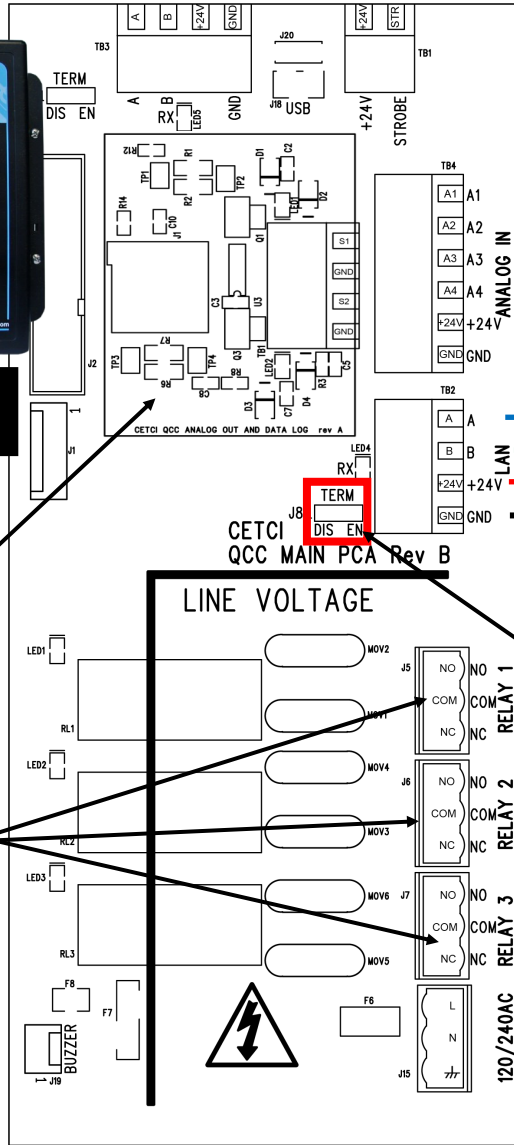 A
B
+24V
GND
TB3
A
B
GND
TERM
DIS EN
RX
LED5
J20
J18
USB
+24V
STR
TB1
+24V
STROBE
R12
R1
TP1
R2
TP2
R14
C10
J1
D1
C2
D2
LED1
Q1
S1
GND
S2
GND
C3
U3
Q3
TB1
R7
TP3
R6
TP4
C8
R8
LED2
C5
R3
D3
C7
D4
CETCI QCC ANALOG OUT AND DATA LOG rev A
J2
1
J1
com
TB4
A1 A1
A2 A2
A3 A3
A4 A4
+24V +24V
GND GND
ANALOG IN
TB2
A A
B B
+24V +24V
GND GND
LAN
LED4
RX
TERM
J8
DIS EN
CETCI
QCC MAIN PCA Rev B
LINE VOLTAGE
LED1
RL1
MOV2
MOV1
J5
NO NO
COM COM
NC NC
RELAY 1
LED2
RL2
MOV4
MOV3
J6
NO NO
COM COM
NC NC
RELAY 2
LED3
RL3
MOV6
MOV5
J7
NO NO
COM COM
NC NC
RELAY 3
F8
F7
BUZZER
1
J19
F6
L
N
J15
120/240AC